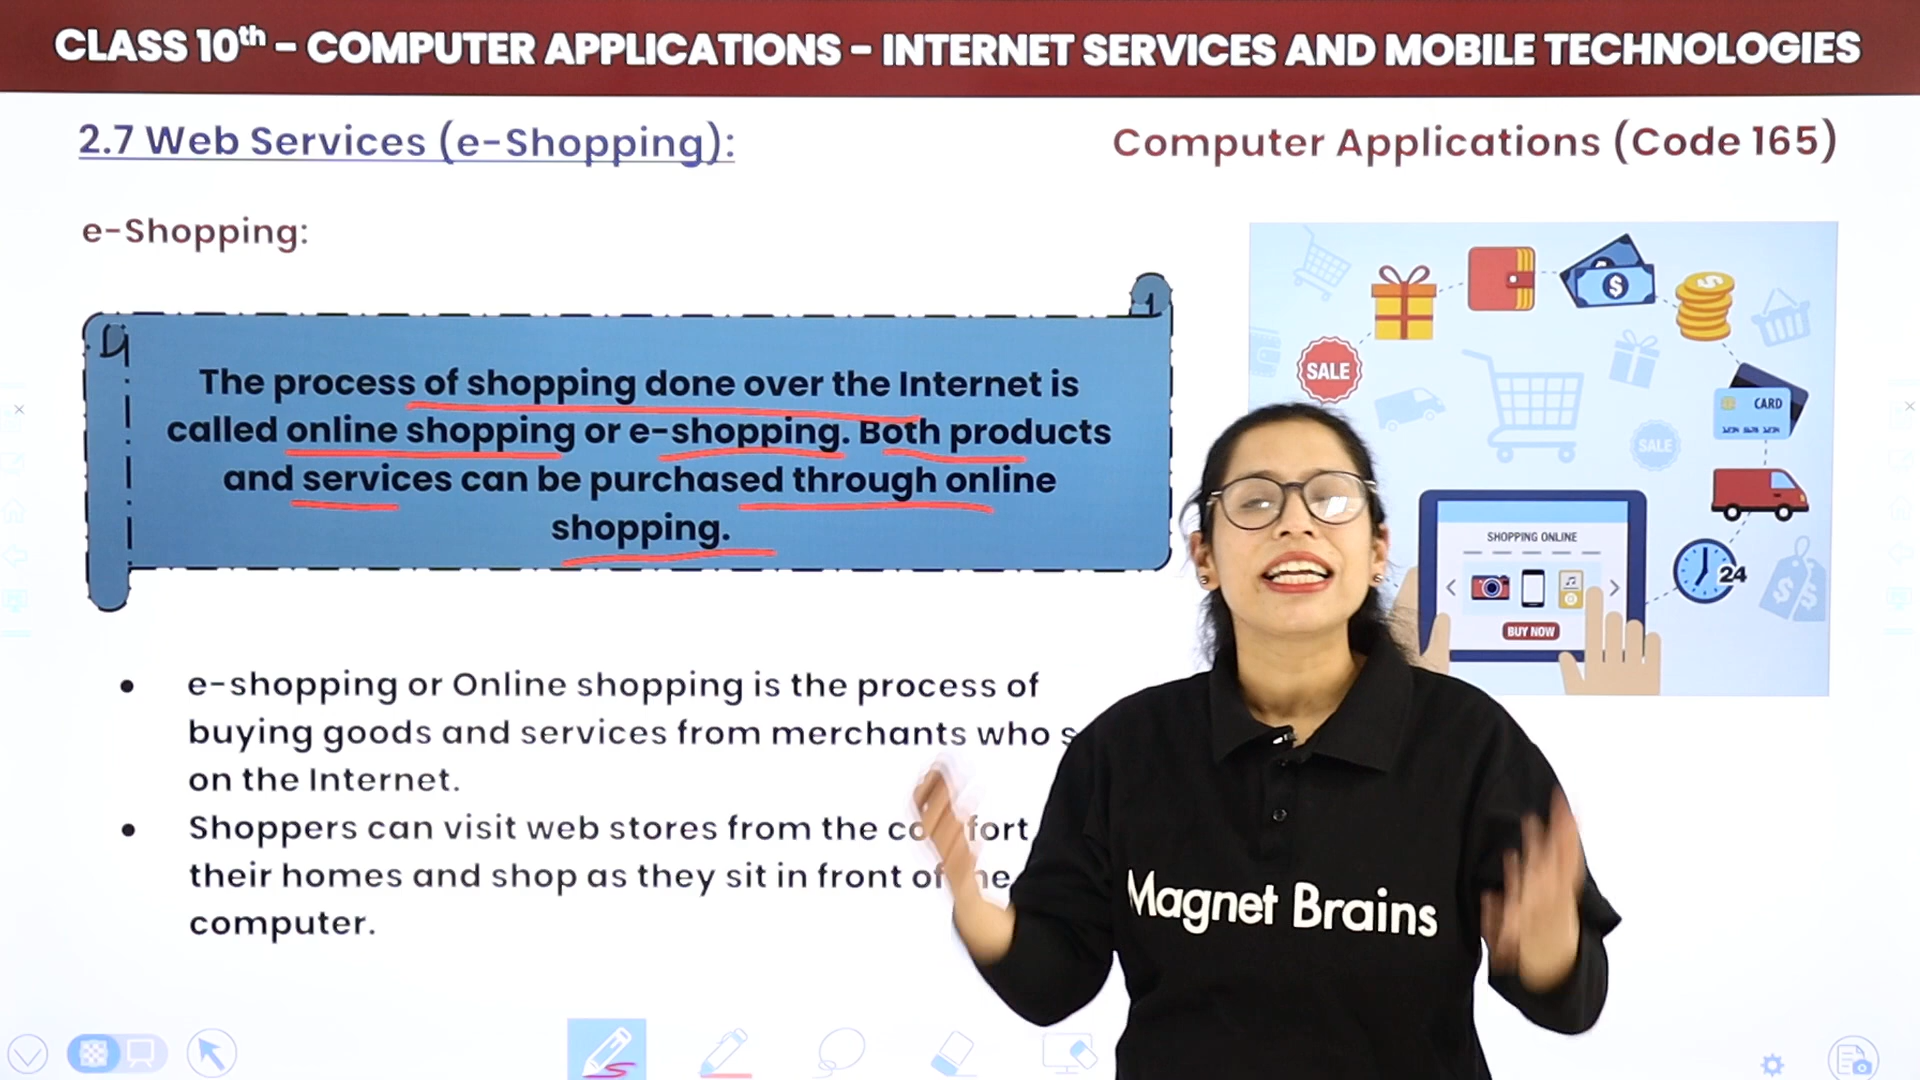 CLASS 10th – COMPUTER APPLICATIONS – INTERNET SERVICES AND MOBILE TECHNOLOGIES
2.7 Web Services (e-Shopping):
Computer Applications (Code 165)
e-Shopping:
The process of shopping done over the Internet is
called online shopping or e-shopping. Both products
and services can be purchased through online
shopping.
SALE
CARD
SALE
SHOPPING ONLINE
24
BUY NOW
e-shopping or Online shopping is the process of
buying goods and services from merchants who
on the Internet.
Shoppers can visit web stores from the
their homes and shop as they sit in front of
computer.
Magnet Brains